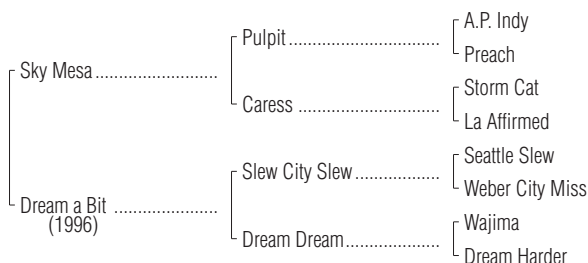 A.P. Indy
Pulpit
Preach
Sky Mesa
Storm Cat
Caress
La Affirmed
Seattle Slew
Slew City Slew
Weber City Miss
Dream a Bit
(1996)
Wajima
Dream Dream
Dream Harder